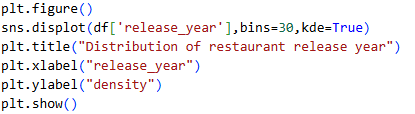 plt.figure()
sns.displot(df['release_year'],bins=30,kde=True)
plt.title("Distribution of restaurant release year")
plt.xlabel("release_year")
plt.ylabel("density")
plt.show()